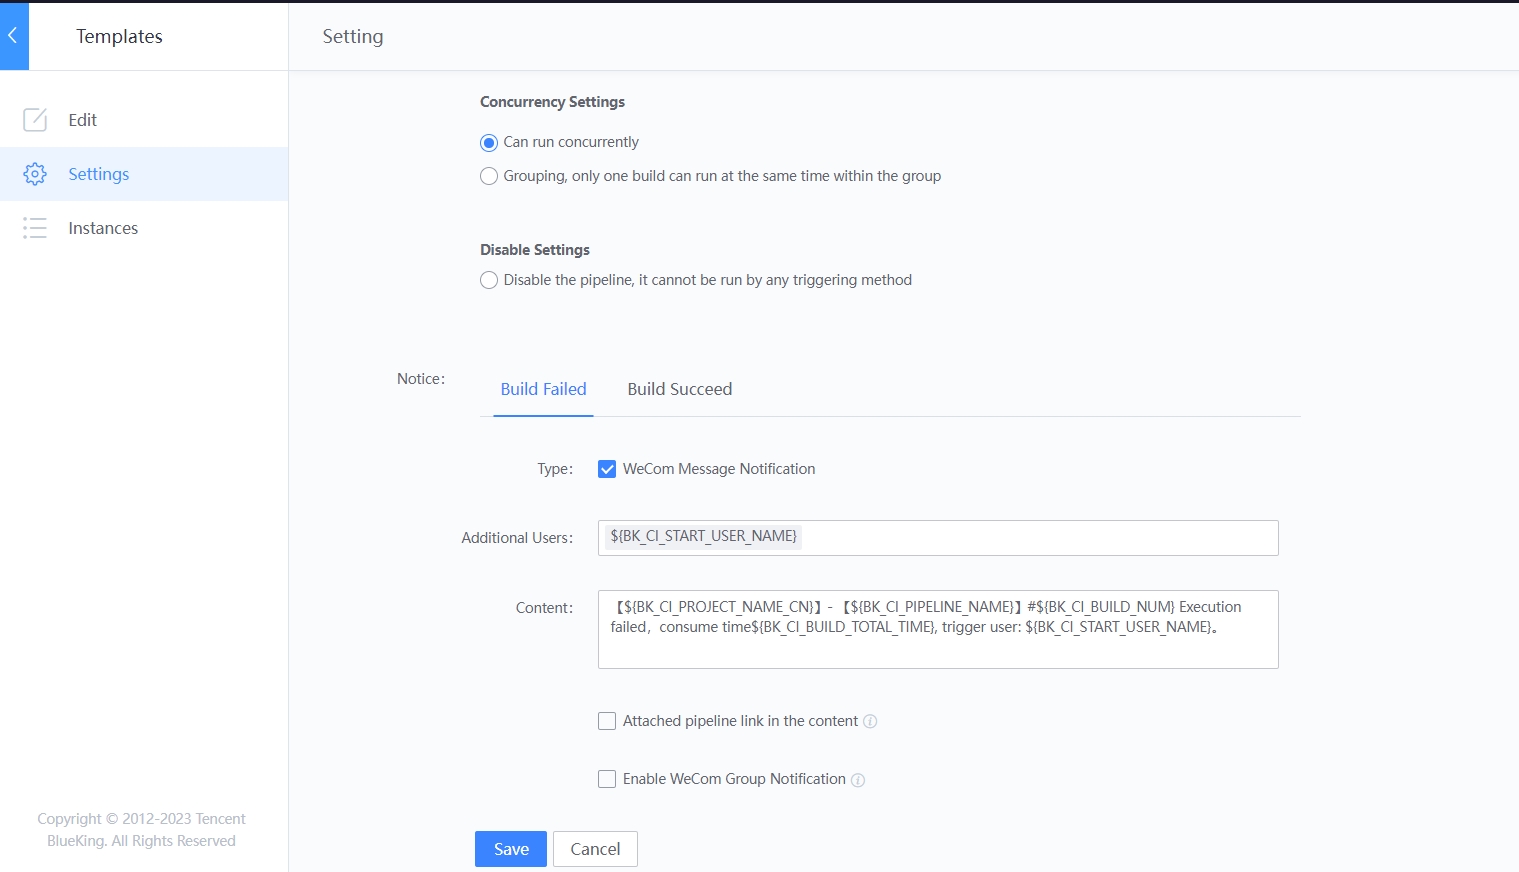 Templates
Setting
Edit
Settings
Instances
Concurrency Settings
Can run concurrently
Grouping, only one build can run at the same time within the group
Disable Settings
Disable the pipeline, it cannot be run by any triggering method
Notice:
Build Failed
Build Succeed
Type:
WeCom Message Notification
Additional Users:
${BK_CI_START_USER_NAME}
Content:
【${BK_CI_PROJECT_NAME_CN}】- 【${BK_CI_PIPELINE_NAME}】#${BK_CI_BUILD_NUM} Execution
failed，consume time${BK_CI_BUILD_TOTAL_TIME}, trigger user: ${BK_CI_START_USER_NAME}。
Attached pipeline link in the content
Enable WeCom Group Notification
Save
Cancel
Copyright © 2012-2023 Tencent
BlueKing. All Rights Reserved